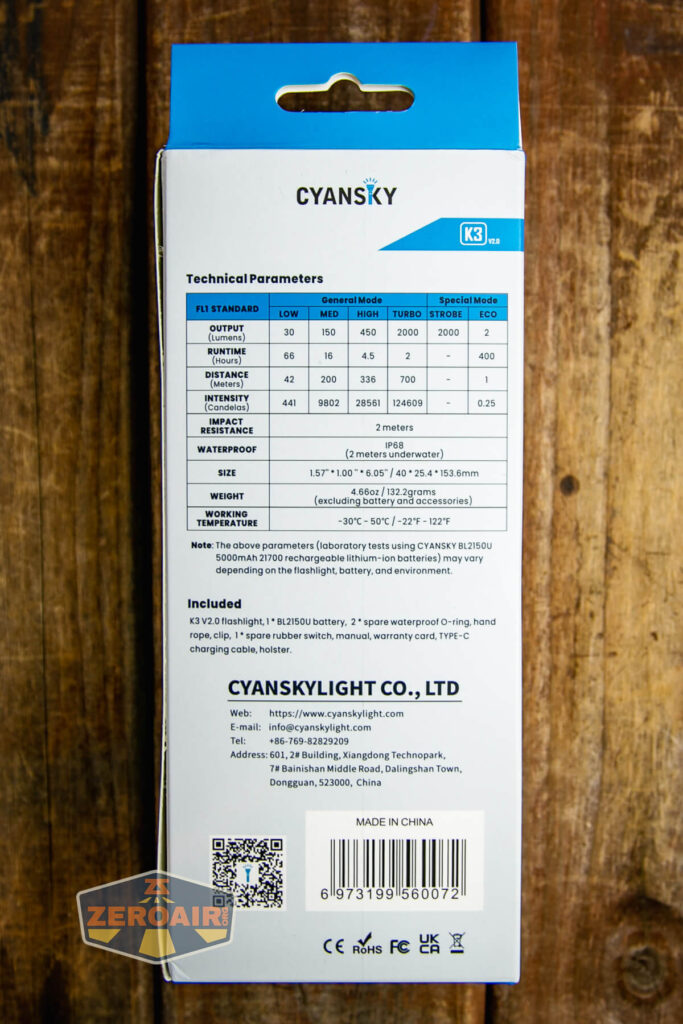 CYANSKY
K3 V2.0
Technical Parameters
FL1 STANDARD General Mode Special Mode
LOW MED HIGH TURBO STROBE ECO
OUTPUT (Lumens) 30 150 450 2000 2000 2
RUNTIME (Hours) 66 16 4.5 2 - 400
DISTANCE (Meters) 42 200 336 700 - 1
INTENSITY (Candelas) 441 9802 28561 124609 - 0.25
IMPACT RESISTANCE 2 meters
WATERPROOF IP68 (2 meters underwater)
SIZE 1.57" * 1.00 " * 6.05" / 40 * 25.4 * 153.6mm
WEIGHT 4.66oz / 132.2grams (excluding battery and accessories)
WORKING TEMPERATURE -30℃ - 50℃ / -22°F - 122°F
Note: The above parameters (laboratory tests using CYANSKY BL2150U
5000mAh 21700 rechargeable lithium-ion batteries) may vary
depending on the flashlight, battery, and environment.
Included
K3 V2.0 flashlight, 1 * BL2150U battery, 2 * spare waterproof O-ring, hand
rope, clip, 1 * spare rubber switch, manual, warranty card, TYPE-C
charging cable, holster.
CYANSKYLIGHT CO., LTD
Web: https://www.cyanskylight.com
E-mail: info@cyanskylight.com
Tel: +86-769-82829209
Address: 601, 2# Building, Xiangdong Technopark,
7# Bainishan Middle Road, Dalingshan Town,
Dongguan, 523000, China
MADE IN CHINA
6 973199 560072
CE RoHS FC UK CA
ZEROAIR.ORG